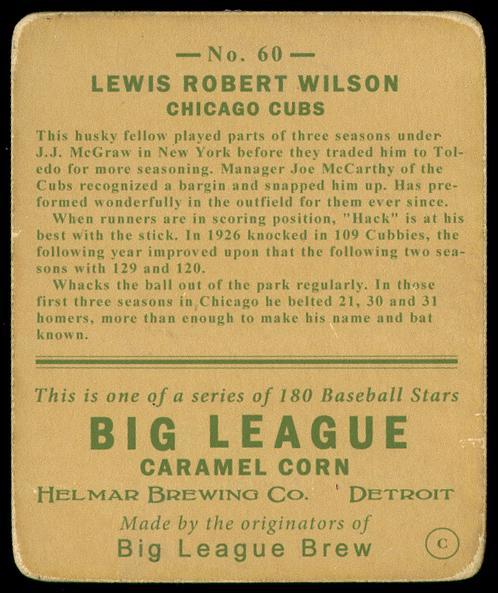 — No. 60 —
LEWIS ROBERT WILSON
CHICAGO CUBS
This husky fellow played parts of three seasons under
J.J. McGraw in New York before they traded him to Tol-
edo for more seasoning. Manager Joe McCarthy of the
Cubs recognized a bargin and snapped him up. Has pre-
formed wonderfully in the outfield for them ever since.
When runners are in scoring position, "Hack" is at his
best with the stick. In 1926 knocked in 109 Cubbies, the
following year improved upon that the following two sea-
sons with 129 and 120.
Whacks the ball out of the park regularly. In those
first three seasons in Chicago he belted 21, 30 and 31
homers, more than enough to make his name and bat
known.
This is one of a series of 180 Baseball Stars
BIG LEAGUE
CARAMEL CORN
HELMAR BREWING CO. DETROIT
Made by the originators of
Big League Brew
C